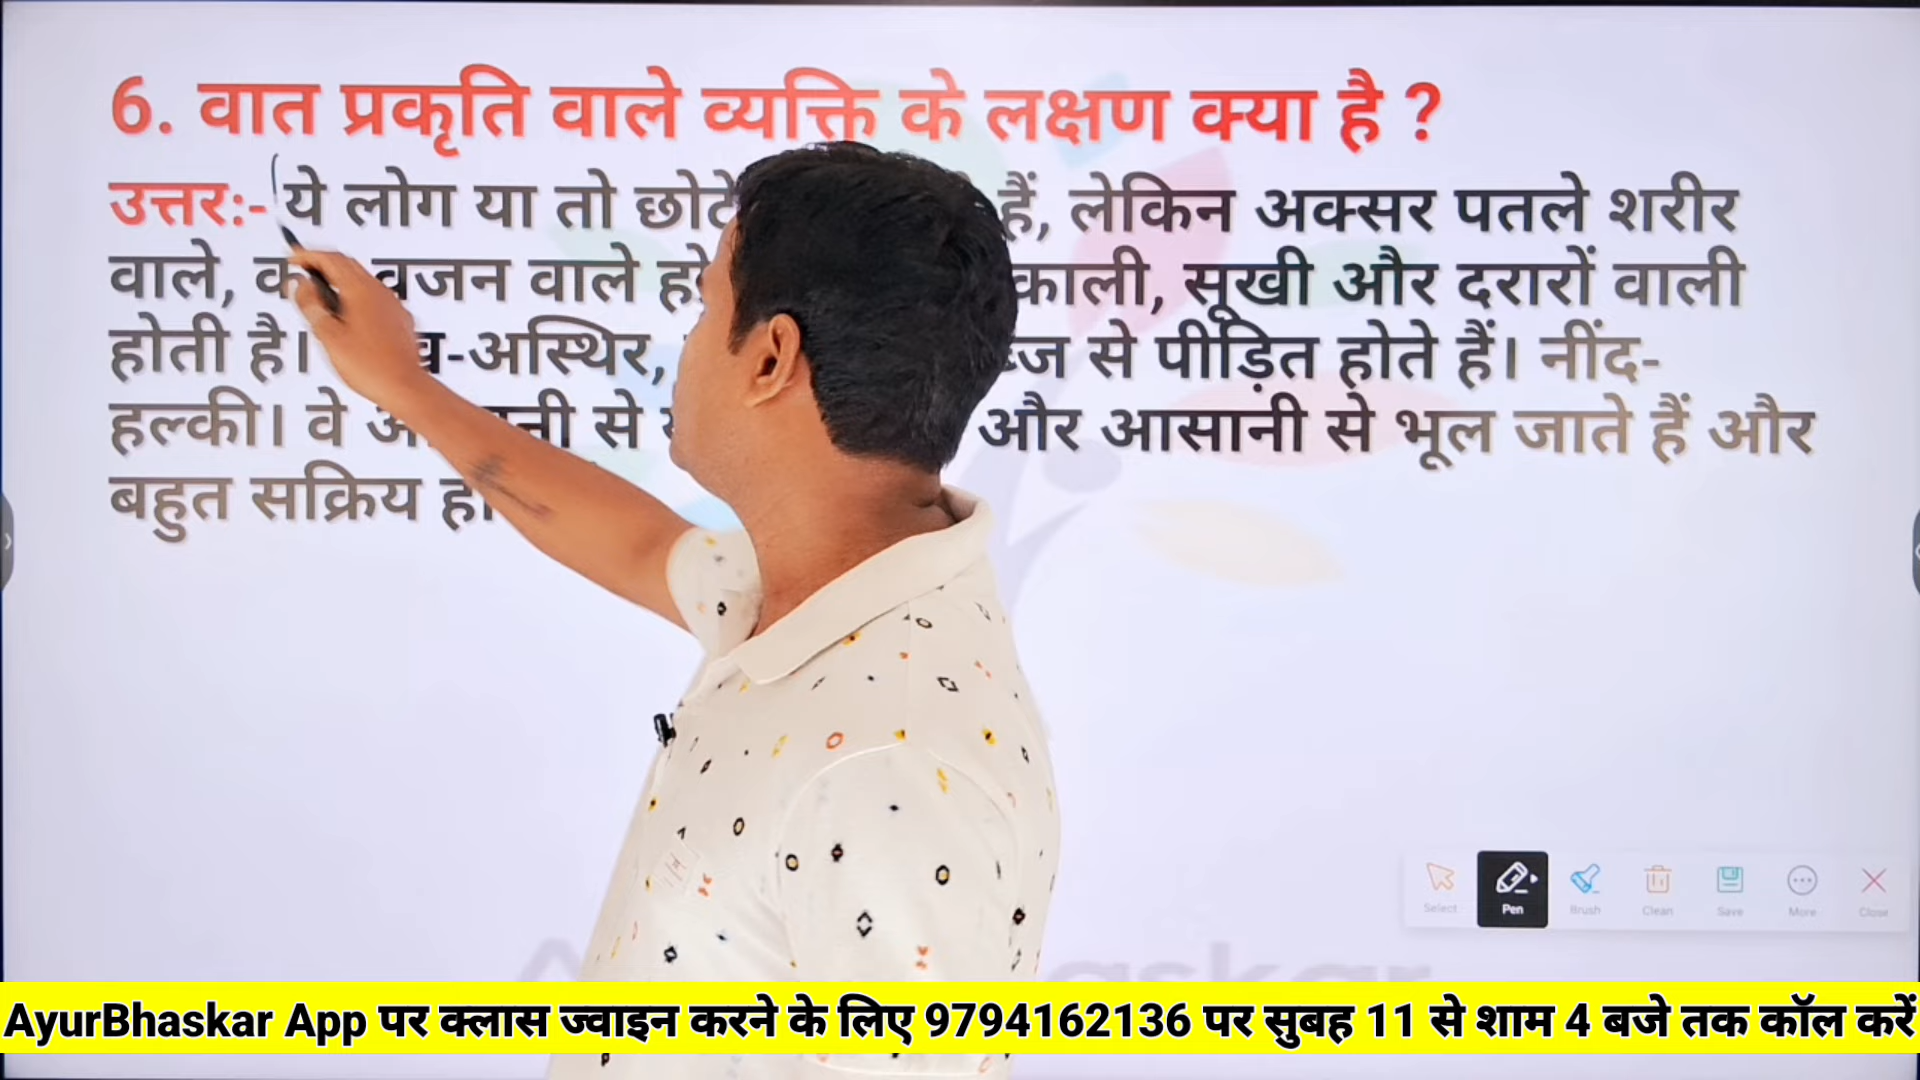 6. वात प्रकृति वाले व्यक्ति के लक्षण क्या है ?
उत्तरः- ये लोग या तो छोटे हैं, लेकिन अक्सर पतले शरीर
वाले, वजन वाले काली, सूखी और दरारों वाली
होती है। -अस्थिर, से पीड़ित होते हैं। नींद-
हल्की। वे से और आसानी से भूल जाते हैं और
बहुत सक्रिय
Select Pen Brush Clean Save More Close
AyurBhaskar App पर क्लास ज्वाइन करने के लिए 9794162136 पर सुबह 11 से शाम 4 बजे तक कॉल करें